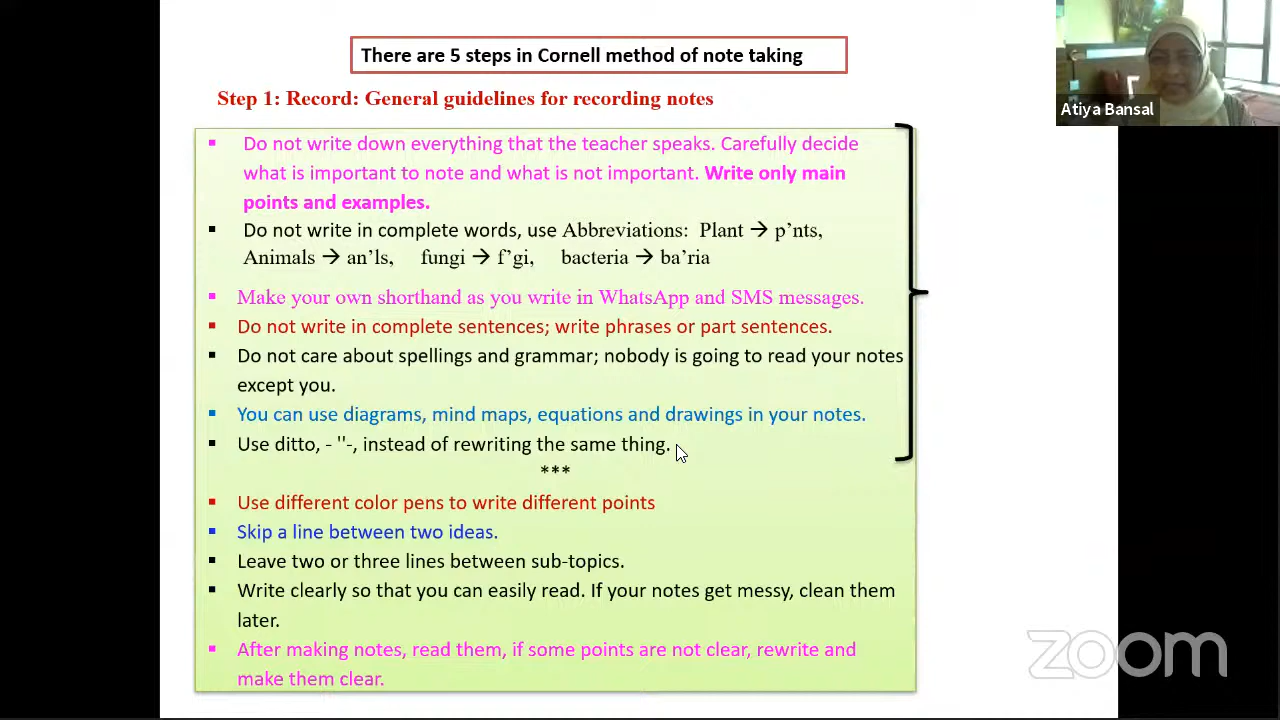 There are 5 steps in Cornell method of note taking
Step 1: Record: General guidelines for recording notes
▪ Do not write down everything that the teacher speaks. Carefully decide
what is important to note and what is not important. Write only main
points and examples.
▪ Do not write in complete words, use Abbreviations: Plant → p’nts,
Animals → an’ls, fungi → f’gi, bacteria → ba’ria
▪ Make your own shorthand as you write in WhatsApp and SMS messages.
▪ Do not write in complete sentences; write phrases or part sentences.
▪ Do not care about spellings and grammar; nobody is going to read your notes
except you.
▪ You can use diagrams, mind maps, equations and drawings in your notes.
▪ Use ditto, - ''-, instead of rewriting the same thing.
***
▪ Use different color pens to write different points
▪ Skip a line between two ideas.
▪ Leave two or three lines between sub-topics.
▪ Write clearly so that you can easily read. If your notes get messy, clean them
later.
▪ After making notes, read them, if some points are not clear, rewrite and
make them clear.
Atiya Bansal
zoom